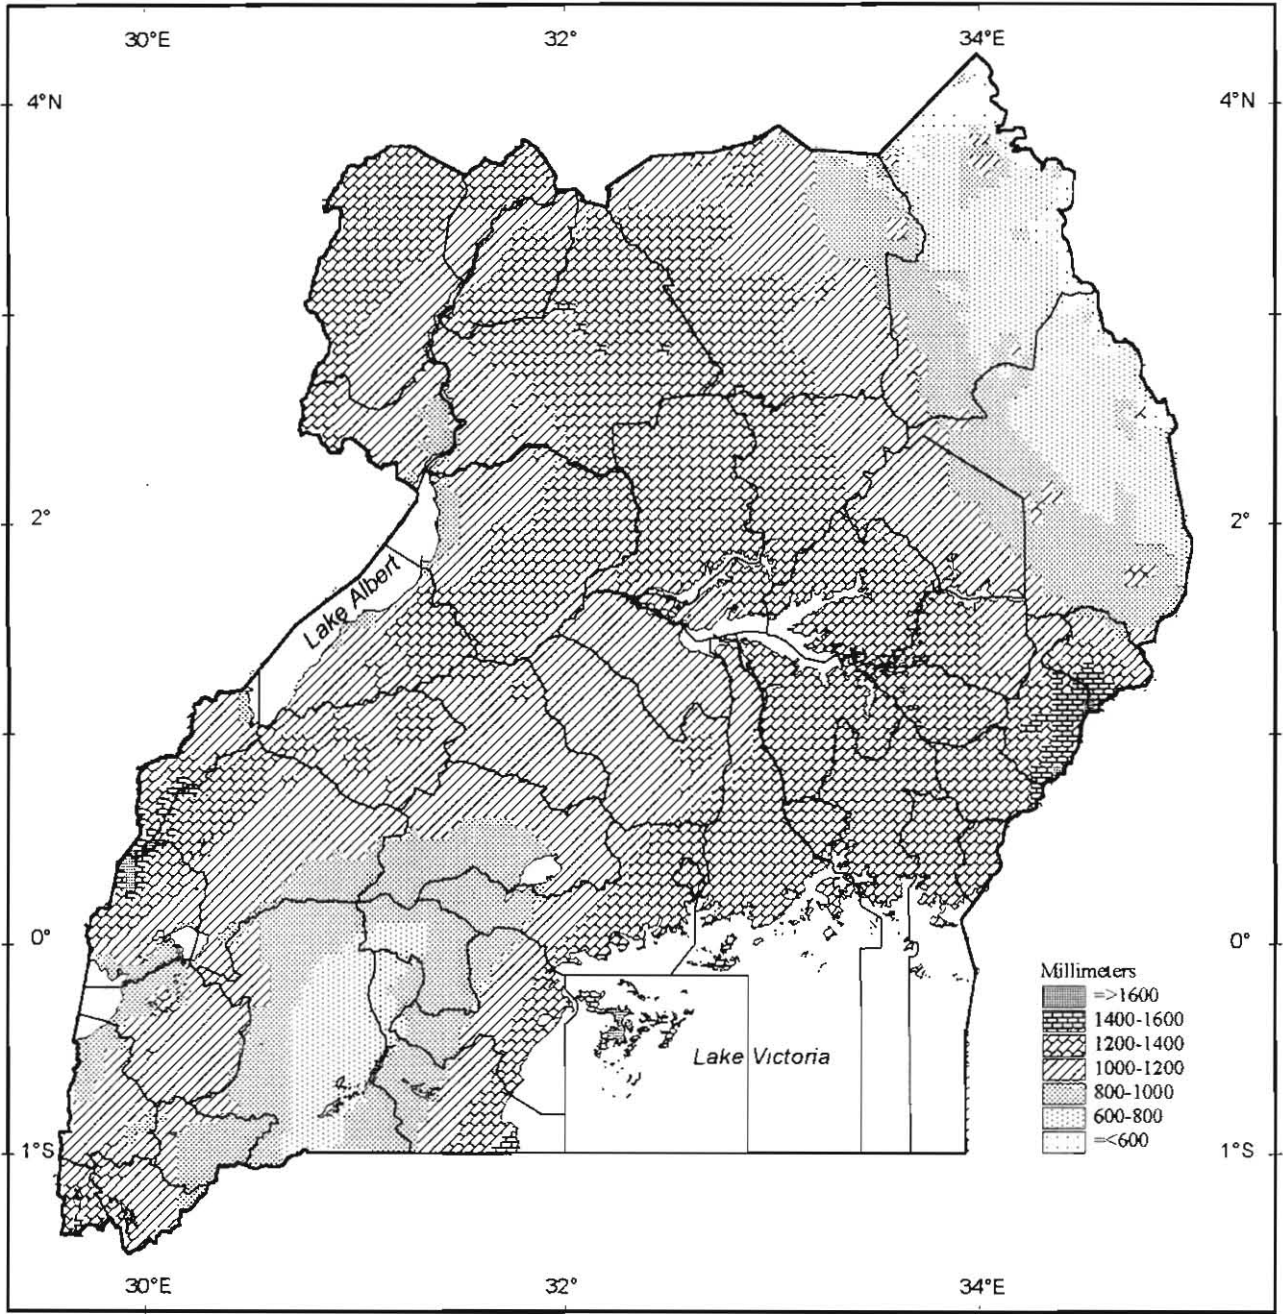 30°E 32° 34°E
4°N 4°N
2° 2°
Lake Albert
0° 0°
Millimeters
=>1600
1400-1600
1200-1400
1000-1200
800-1000
600-800
=<600
Lake Victoria
1°S 1°S
30°E 32° 34°E